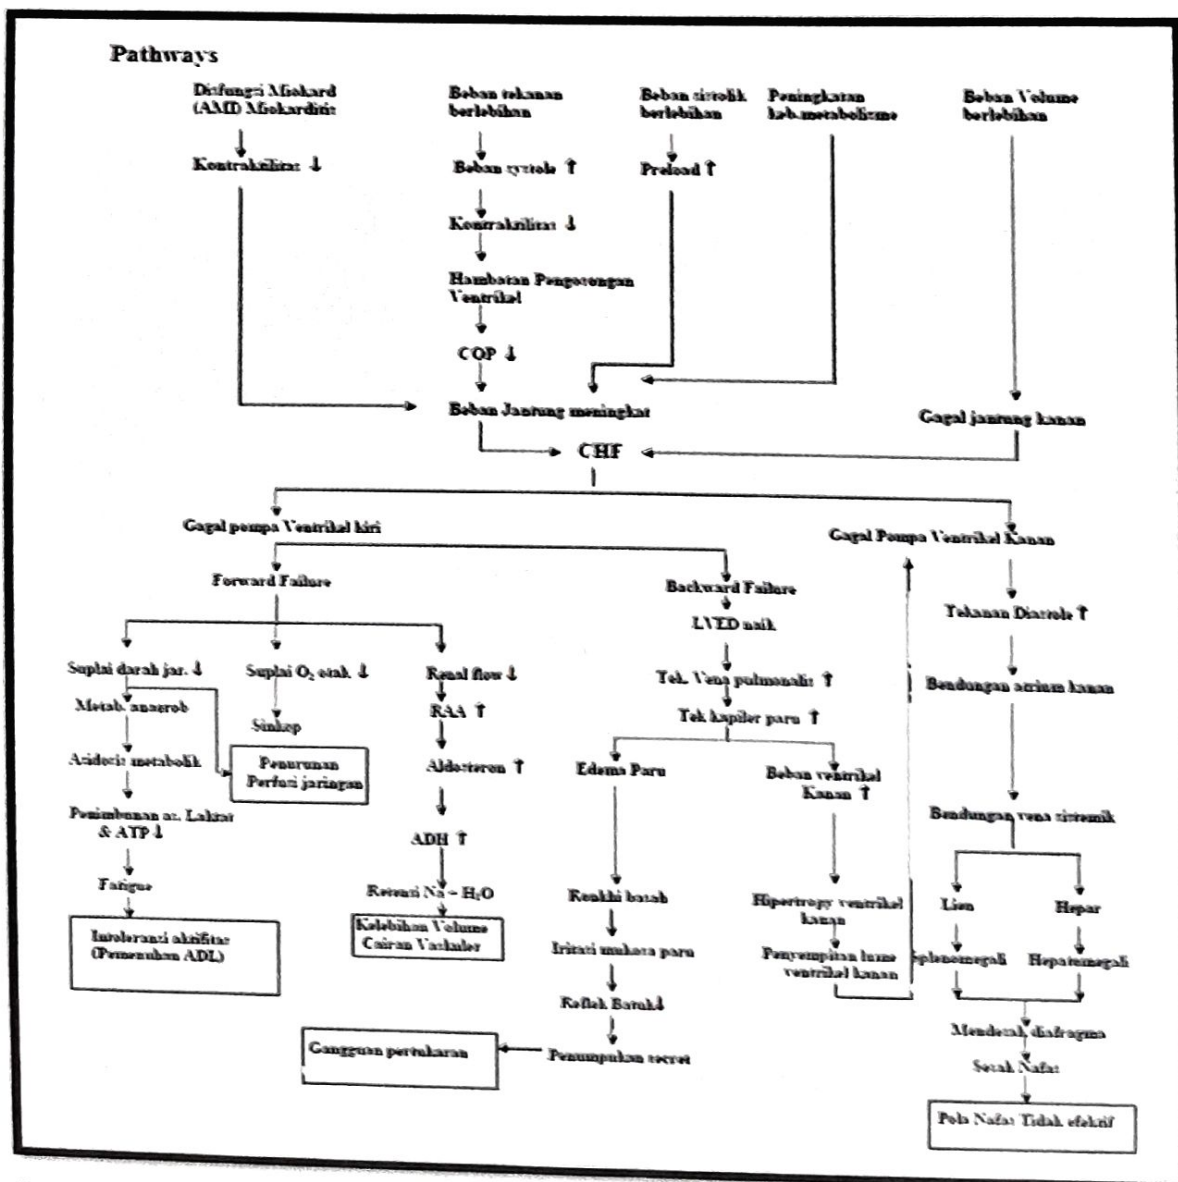 Pathways
Disfungsi Miokard
(AMI) Miokarditis
Beban tekanan
berlebihan
Beban sistolik
berlebihan
Peningkatan
keb.metabolisme
Beban Volume
berlebihan
Kontraktilitas ↓
Beban systole ↑
Preload ↑
Kontraktilitas ↓
Hambatan Pengosongan
Ventrikel
COP ↓
Beban Jantung meningkat
Gagal jantung kanan
CHF
Gagal pompa Ventrikel kiri
Gagal Pompa Ventrikel Kanan
Forward Failure
Backward Failure
Tekanan Diastole ↑
LVED naik
Suplai darah jar. ↓
Suplai O₂ otak ↓
Renal flow ↓
Tek. Vena pulmonalis ↑
Bendungan atrium kanan
Metab. anaerob
RAA ↑
Tek kapiler paru ↑
Sinkop
Asidosis metabolik
Penurunan
Perfusi jaringan
Aldosteron ↑
Edema Paru
Beban ventrikel
Kanan ↑
Penimbunan as. Laktat
& ATP ↓
ADH ↑
Bendungan vena sistemik
Fatigue
Retensi Na – H₂O
Ronkhi basah
Hipertropy ventrikel
kanan
Lien
Hepar
Intoleransi aktifitas
(Pemenuhan ADL)
Kelebihan Volume
Cairan Vaskuler
Iritasi mukosa paru
Penyempitan lume
ventrikel kanan
Splenomegali
Hepatomegali
Reflek Batuk↓
Mendesak diafragma
Gangguan pertukaran
Penumpukan secret
Sesak Nafas
Pola Nafas Tidak efektif